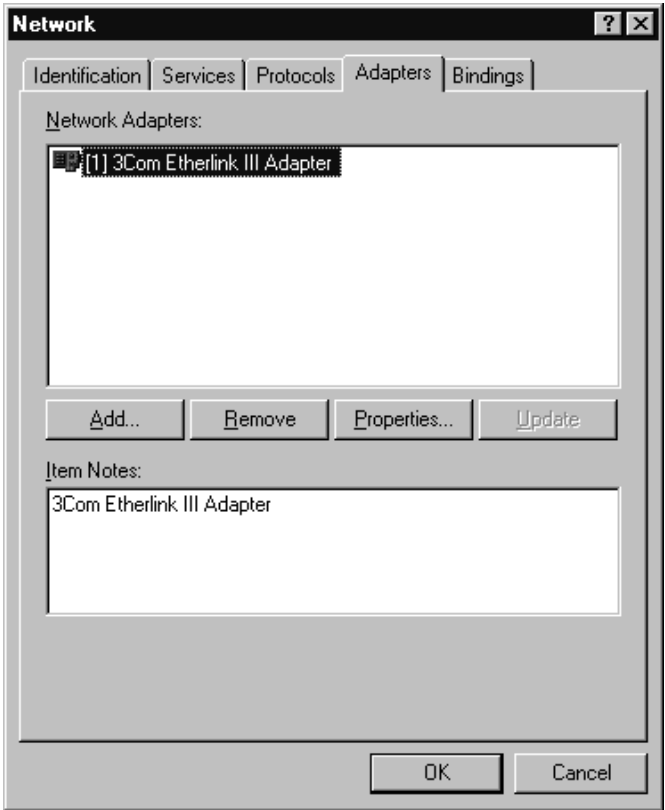 Network
Identification Services Protocols Adapters Bindings
Network Adapters:
[1] 3Com Etherlink III Adapter
Add... Remove Properties... Update
Item Notes:
3Com Etherlink III Adapter
OK Cancel